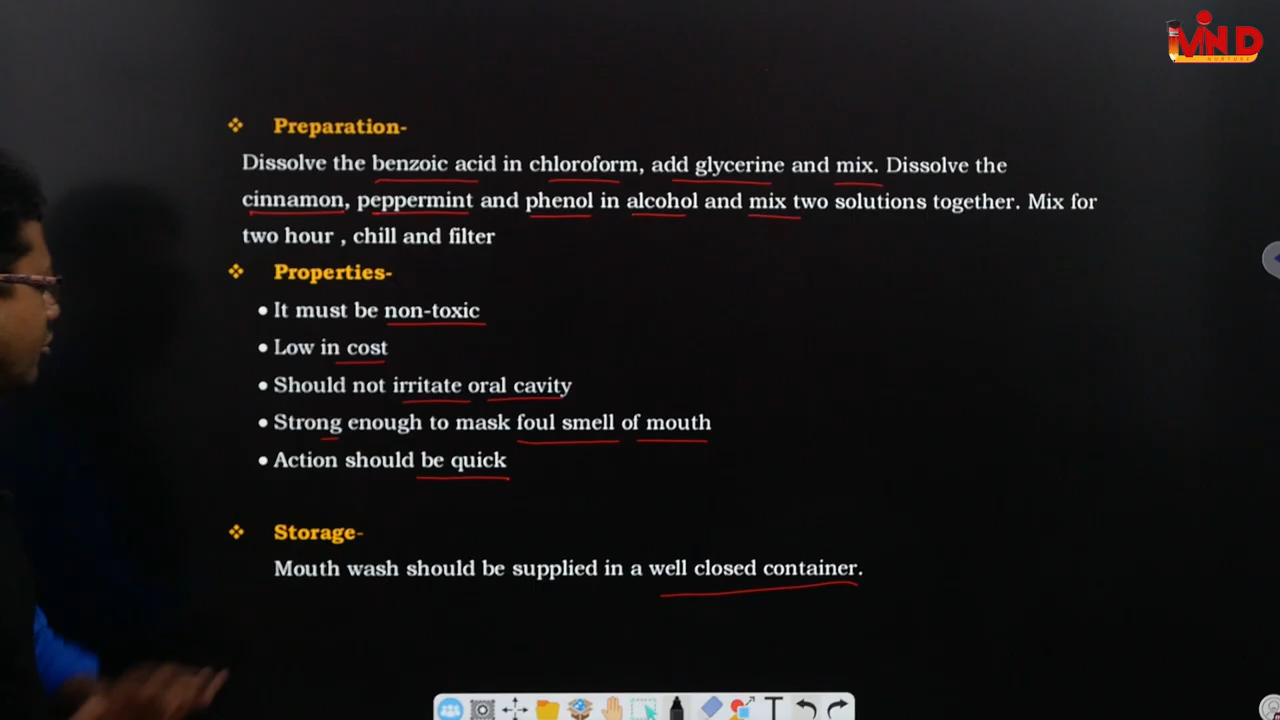 MIND
NURTURE
❖ Preparation-
Dissolve the benzoic acid in chloroform, add glycerine and mix. Dissolve the
cinnamon, peppermint and phenol in alcohol and mix two solutions together. Mix for
two hour , chill and filter
❖ Properties-
• It must be non-toxic
• Low in cost
• Should not irritate oral cavity
• Strong enough to mask foul smell of mouth
• Action should be quick
❖ Storage-
Mouth wash should be supplied in a well closed container.
T